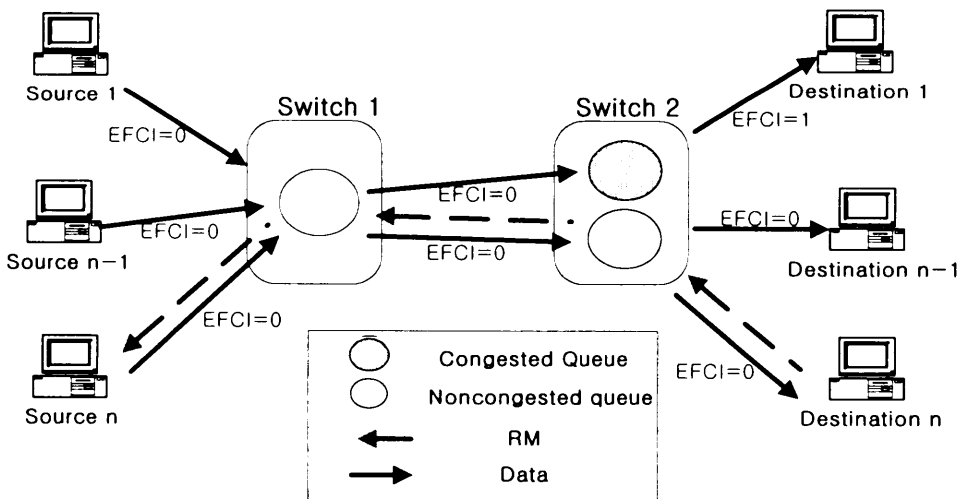 Source 1
Destination 1
Switch 1
Switch 2
EFCI=0
EFCI=1
EFCI=0
EFCI=0
EFCI=0
EFCI=0
Source n-1
Destination n-1
EFCI=0
EFCI=0
Source n
Destination n
Congested Queue
Noncongested queue
RM
Data